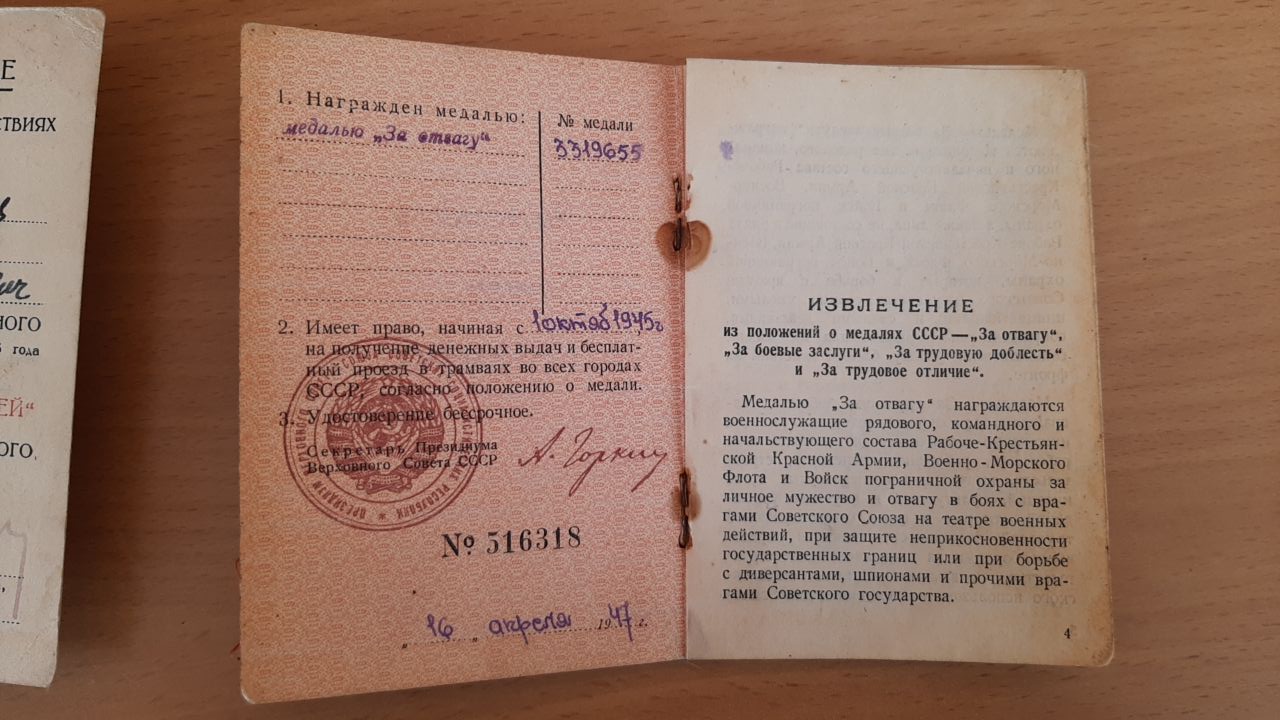 Е
СТВИЯХ
НОГО
года
ЕЙ“
ОГО,
1. Награжден медалью:
№ медали
медалью „За отвагу“
3319655
2. Имеет право, начиная с 1 октяб 1945г
на получение денежных выдач и бесплат-
ный проезд в трамваях во всех городах
СССР, согласно положению о медали.
3. Удостоверение бессрочное.
Секретарь Президиума
Верховного Совета СССР
А. Горкин
№ 516318
„ 16 „ апреля 1947 г.
ИЗВЛЕЧЕНИЕ
из положений о медалях СССР—„За отвагу“,
„За боевые заслуги“, „За трудовую доблесть“
и „За трудовое отличие“.
Медалью „За отвагу“ награждаются
военнослужащие рядового, командного и
начальствующего состава Рабоче-Крестьян-
ской Красной Армии, Военно-Морского
Флота и Войск пограничной охраны за
личное мужество и отвагу в боях с вра-
гами Советского Союза на театре военных
действий, при защите неприкосновенности
государственных границ или при борьбе
с диверсантами, шпионами и прочими вра-
гами Советского государства.
4